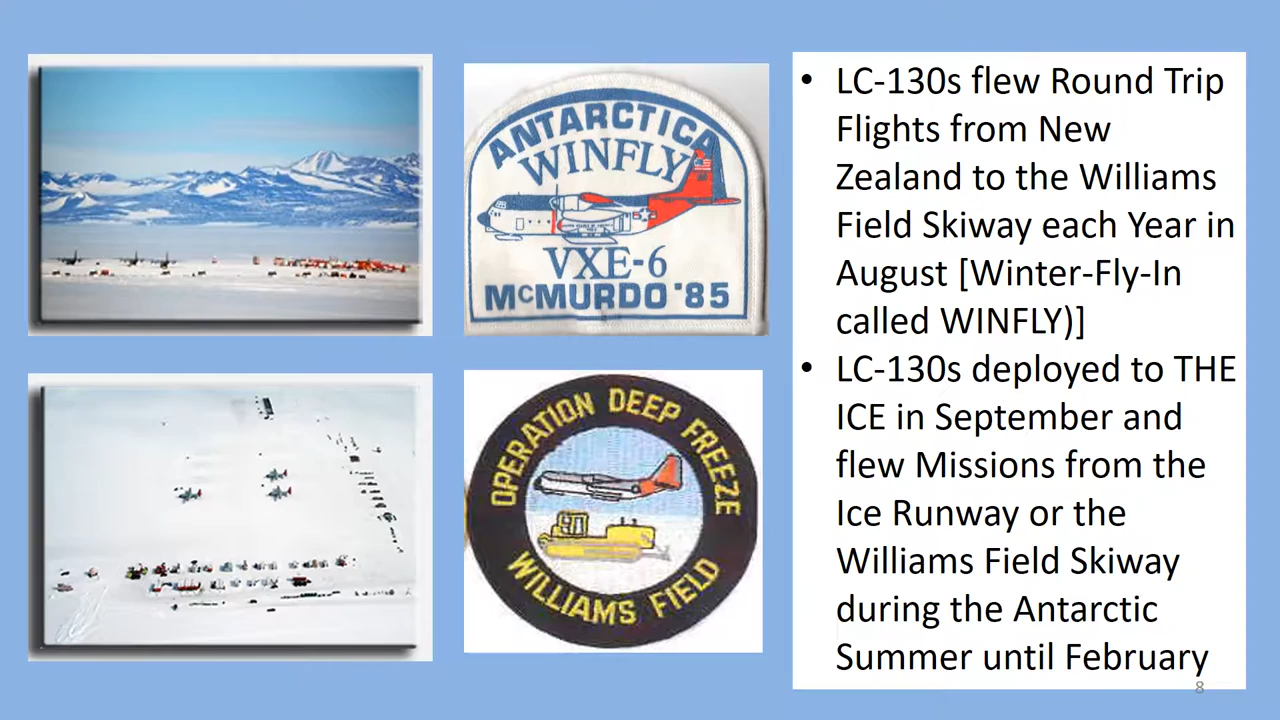 ANTARCTICA
WINFLY
VXE-6
McMURDO '85
OPERATION DEEP FREEZE
WILLIAMS FIELD
• LC-130s flew Round Trip
Flights from New
Zealand to the Williams
Field Skiway each Year in
August [Winter-Fly-In
called WINFLY)]
• LC-130s deployed to THE
ICE in September and
flew Missions from the
Ice Runway or the
Williams Field Skiway
during the Antarctic
Summer until February
8